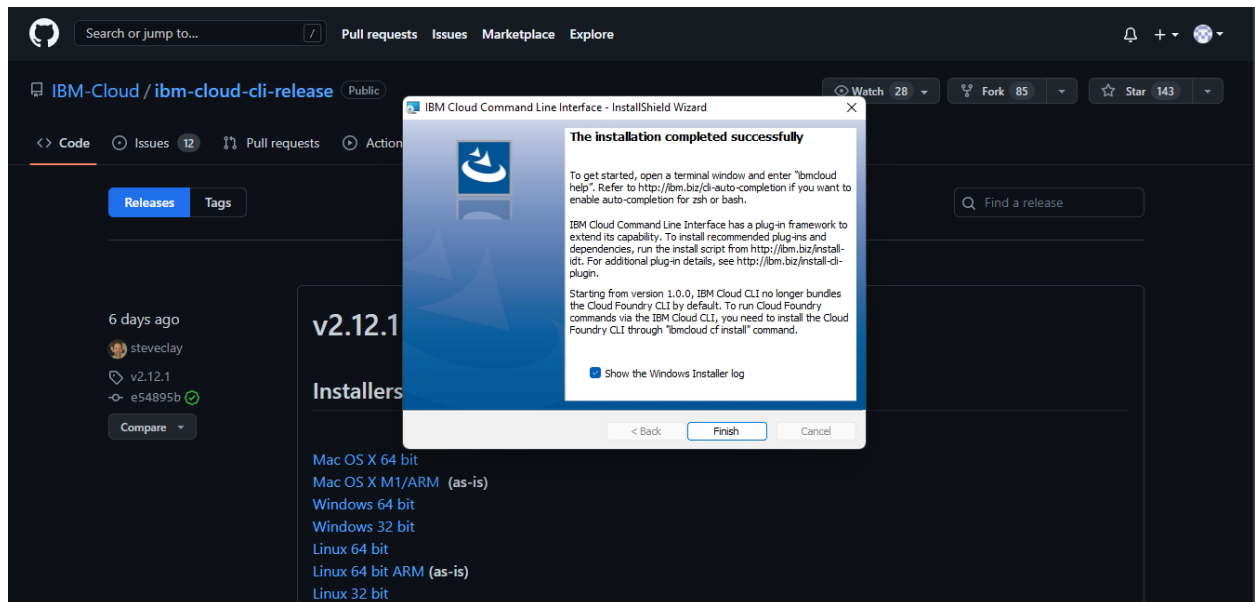 Search or jump to... /
Pull requests Issues Marketplace Explore
IBM-Cloud / ibm-cloud-cli-release Public
Watch 28
Fork 85
Star 143
<> Code
Issues 12
Pull requests
Action
Releases Tags
Find a release
6 days ago
steveclay
v2.12.1
e54895b
Compare
v2.12.1
Installers
Mac OS X 64 bit
Mac OS X M1/ARM (as-is)
Windows 64 bit
Windows 32 bit
Linux 64 bit
Linux 64 bit ARM (as-is)
Linux 32 bit
IBM Cloud Command Line Interface - InstallShield Wizard
The installation completed successfully
To get started, open a terminal window and enter "ibmcloud
help". Refer to http://ibm.biz/cli-auto-completion if you want to
enable auto-completion for zsh or bash.
IBM Cloud Command Line Interface has a plug-in framework to
extend its capability. To install recommended plug-ins and
dependencies, run the install script from http://ibm.biz/install-
idt. For additional plug-in details, see http://ibm.biz/install-cli-
plugin.
Starting from version 1.0.0, IBM Cloud CLI no longer bundles
the Cloud Foundry CLI by default. To run Cloud Foundry
commands via the IBM Cloud CLI, you need to install the Cloud
Foundry CLI through "ibmcloud cf install" command.
Show the Windows Installer log
< Back Finish Cancel